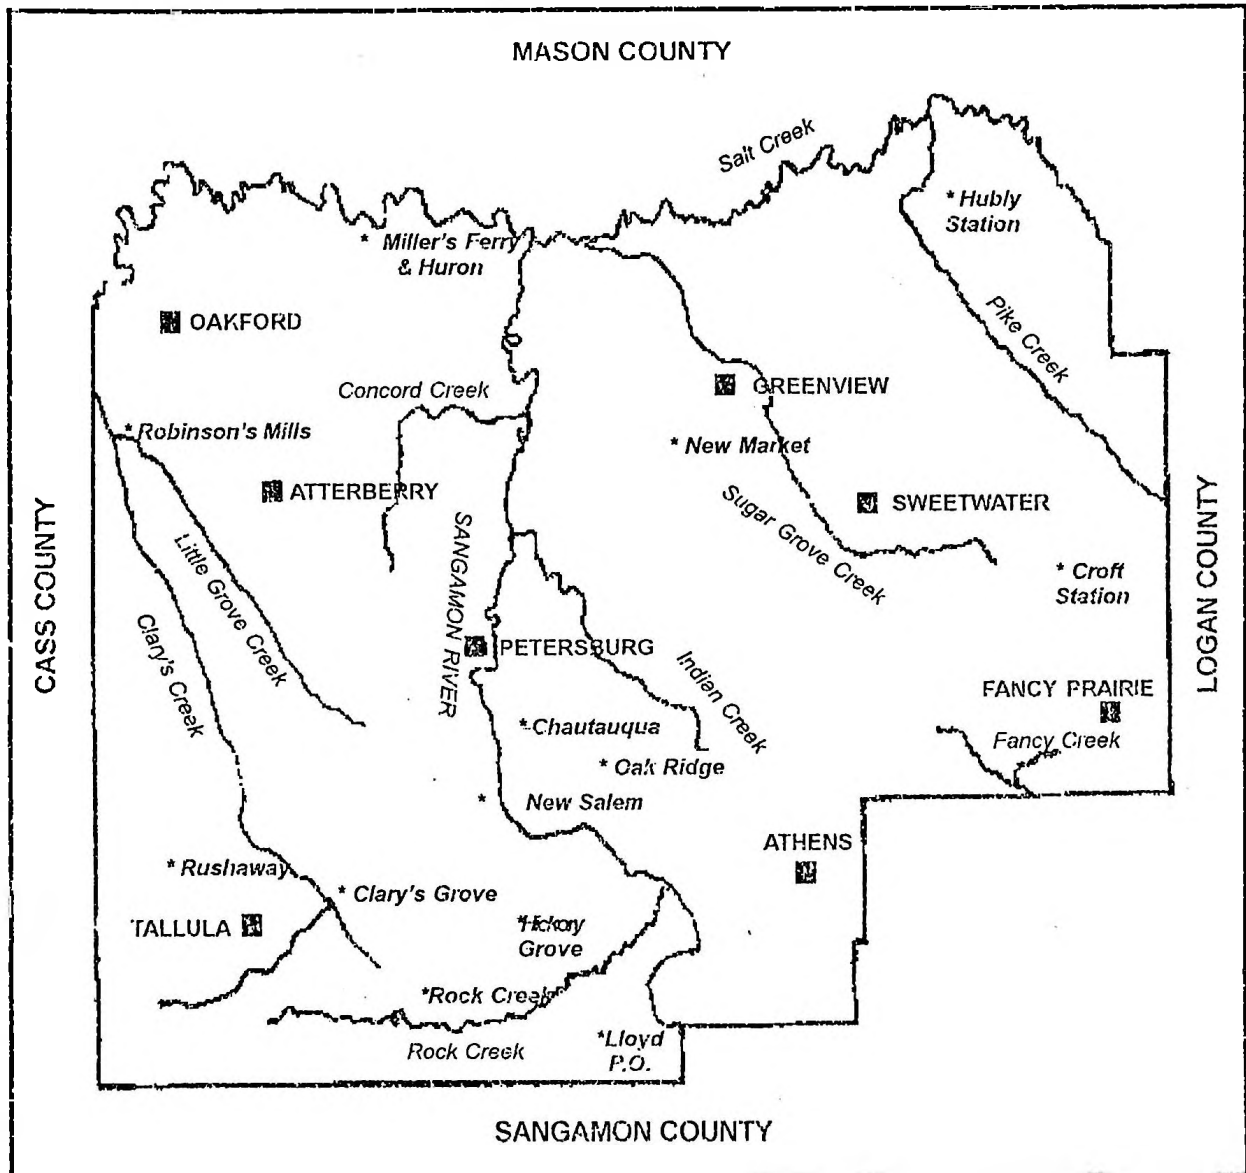 MASON COUNTY
Salt Creek
* Hubly
Station
* Miller's Ferry
& Huron
OAKFORD
Pike Creek
Concord Creek
GREENVIEW
* Robinson's Mills
* New Market
ATTERBERRY
SWEETWATER
Sugar Grove Creek
SANGAMON RIVER
Little Grove Creek
CASS COUNTY
LOGAN COUNTY
* Croft
Station
Clary's Creek
PETERSBURG
Indian Creek
FANCY PRAIRIE
* Chautauqua
Fancy Creek
* Oak Ridge
* New Salem
ATHENS
* Rushaway
* Clary's Grove
TALLULA
*Hickory
Grove
*Rock Creek
Rock Creek
*Lloyd
P.O.
SANGAMON COUNTY